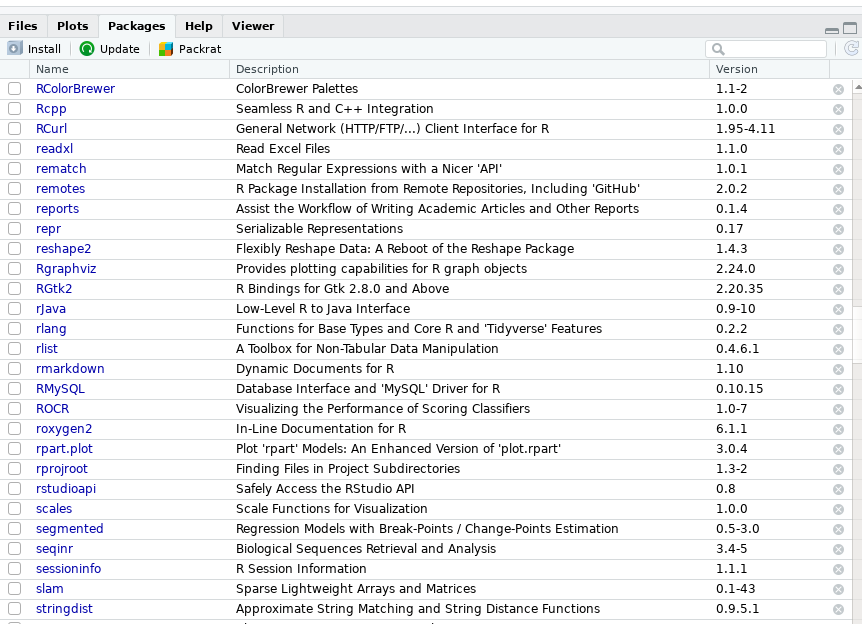 Files Plots Packages Help Viewer
Install Update Packrat
Name Description Version
RColorBrewer ColorBrewer Palettes 1.1-2
Rcpp Seamless R and C++ Integration 1.0.0
RCurl General Network (HTTP/FTP/...) Client Interface for R 1.95-4.11
readxl Read Excel Files 1.1.0
rematch Match Regular Expressions with a Nicer 'API' 1.0.1
remotes R Package Installation from Remote Repositories, Including 'GitHub' 2.0.2
reports Assist the Workflow of Writing Academic Articles and Other Reports 0.1.4
repr Serializable Representations 0.17
reshape2 Flexibly Reshape Data: A Reboot of the Reshape Package 1.4.3
Rgraphviz Provides plotting capabilities for R graph objects 2.24.0
RGtk2 R Bindings for Gtk 2.8.0 and Above 2.20.35
rJava Low-Level R to Java Interface 0.9-10
rlang Functions for Base Types and Core R and 'Tidyverse' Features 0.2.2
rlist A Toolbox for Non-Tabular Data Manipulation 0.4.6.1
rmarkdown Dynamic Documents for R 1.10
RMySQL Database Interface and 'MySQL' Driver for R 0.10.15
ROCR Visualizing the Performance of Scoring Classifiers 1.0-7
roxygen2 In-Line Documentation for R 6.1.1
rpart.plot Plot 'rpart' Models: An Enhanced Version of 'plot.rpart' 3.0.4
rprojroot Finding Files in Project Subdirectories 1.3-2
rstudioapi Safely Access the RStudio API 0.8
scales Scale Functions for Visualization 1.0.0
segmented Regression Models with Break-Points / Change-Points Estimation 0.5-3.0
seqinr Biological Sequences Retrieval and Analysis 3.4-5
sessioninfo R Session Information 1.1.1
slam Sparse Lightweight Arrays and Matrices 0.1-43
stringdist Approximate String Matching and String Distance Functions 0.9.5.1